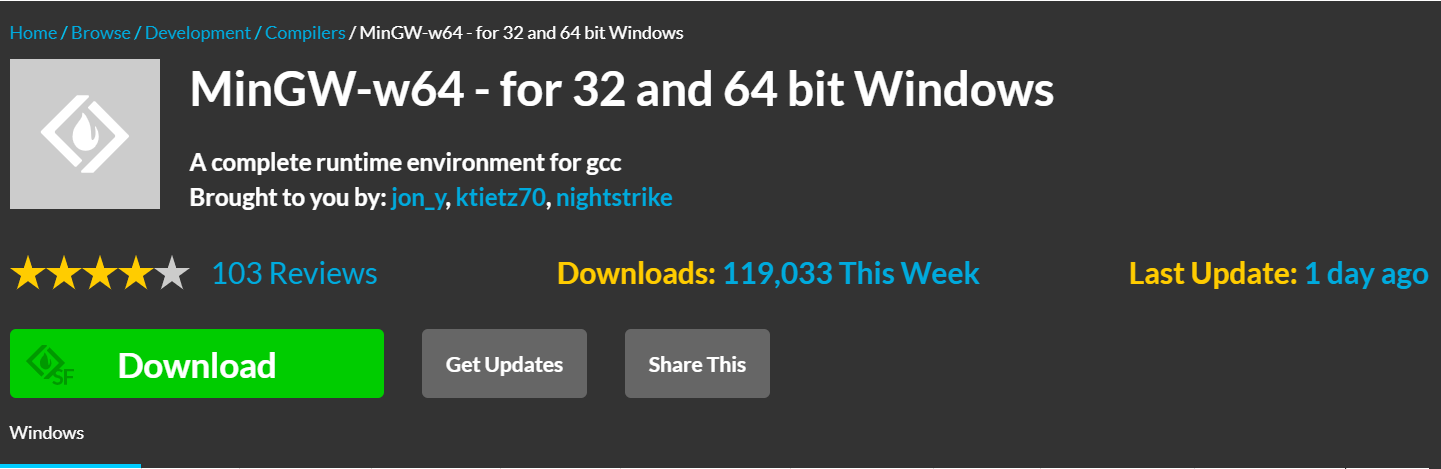 Home / Browse / Development / Compilers / MinGW-w64 - for 32 and 64 bit Windows
MinGW-w64 - for 32 and 64 bit Windows
A complete runtime environment for gcc
Brought to you by: jon_y, ktietz70, nightstrike
103 Reviews
Downloads: 119,033 This Week
Last Update: 1 day ago
SF
Download
Get Updates
Share This
Windows